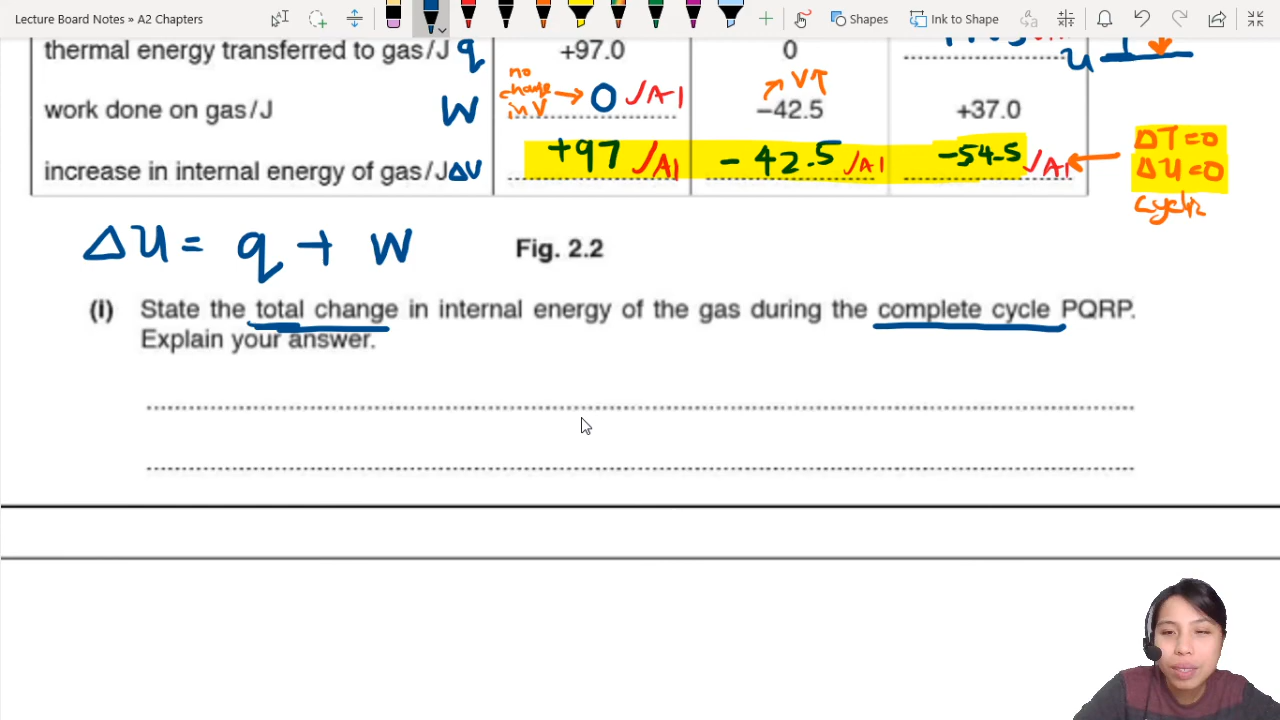 Lecture Board Notes » A2 Chapters
Shapes
Ink to Shape
thermal energy transferred to gas/J q +97.0 0
u
no change in V → 0 ✓A1
→ V↑
work done on gas/J W −42.5 +37.0
increase in internal energy of gas/J ΔU +97 ✓A1 −42.5 ✓A1 −54.5 ✓A1
ΔT=0
ΔU=0
cyclic
ΔU = q + W
Fig. 2.2
(i) State the total change in internal energy of the gas during the complete cycle PQRP.
Explain your answer.